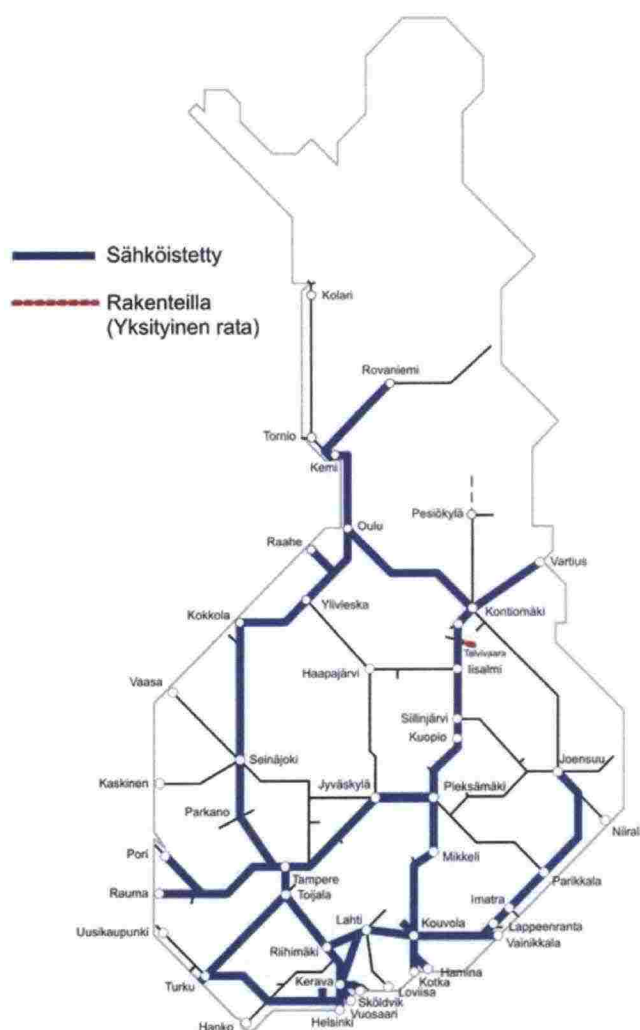 Sähköistetty
Rakenteilla
(Yksityinen rata)
Kolari
Rovaniemi
Tornio
Kemi
Pesiökylä
Oulu
Raahe
Vartius
Ylivieska
Kontiomäki
Kokkola
Talvivaara
Haapajärvi
Iisalmi
Vaasa
Siilinjärvi
Kuopio
Seinäjoki
Joensuu
Kaskinen
Jyväskylä
Pieksämäki
Parkano
Niirala
Pori
Mikkeli
Tampere
Parikkala
Rauma
Toijala
Imatra
Lahti
Kouvola
Lappeenranta
Uusikaupunki
Vainikkala
Riihimäki
Hamina
Turku
Kerava
Kotka
Loviisa
Sköldvik
Vuosaari
Hanko
Helsinki